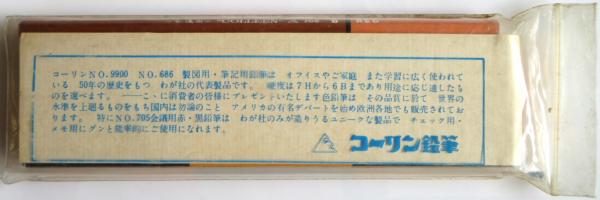 コーリンNO.9900　NO.686　製図用・筆記用鉛筆は　オフィスやご家庭　また学習に広く使われて
いる　50年の歴史をもつ　わが社の代表製品です。　硬度は7Hから6Bまであり用途に応じ適したも
のを選べます。　――こゝに消費者の皆様にプレゼントいたします色鉛筆は　その品質に於て　世界の
水準を上廻るものをもち国内は勿論のこと　アメリカの有名デパートを始め欧洲各地でも販売されてお
ります。　特にNO.705会議用赤・黒鉛筆は　わが社のみが造りうるユニークな製品で　チェック用・
メモ用にグンと能率的にご使用になれます。
コーリン鉛筆